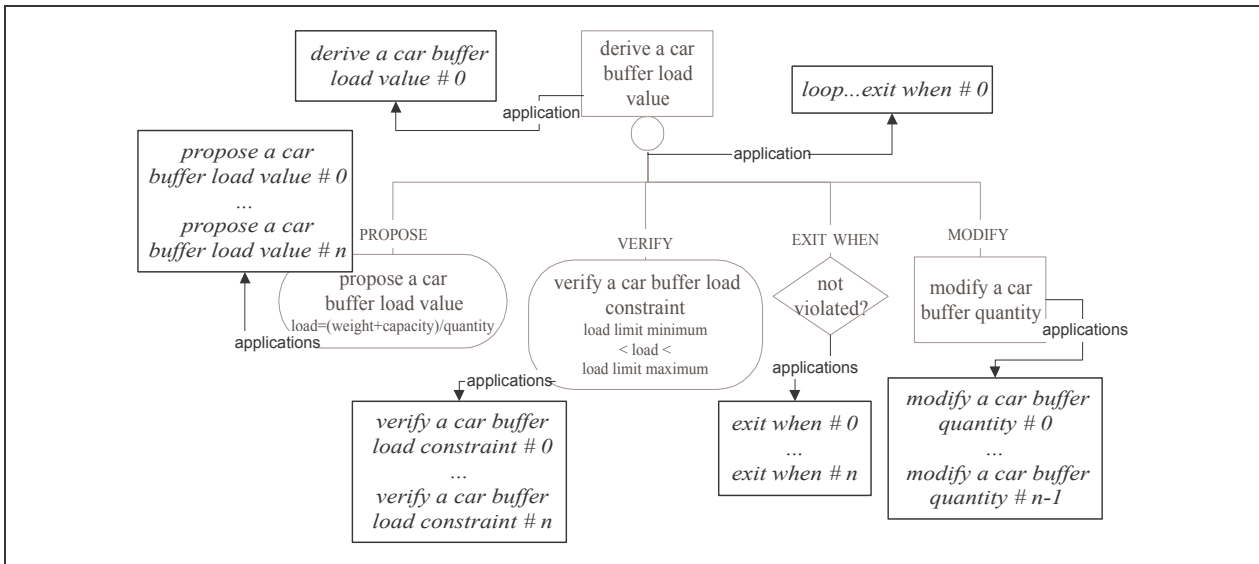 derive a car buffer
load value # 0
derive a car
buffer load
value
loop...exit when # 0
application
application
propose a car
buffer load value # 0
...
propose a car
buffer load value # n
PROPOSE
VERIFY
EXIT WHEN
MODIFY
propose a car
buffer load value
load=(weight+capacity)/quantity
applications
verify a car buffer load
constraint
load limit minimum
< load <
load limit maximum
not
violated?
modify a car
buffer quantity
applications
applications
applications
verify a car buffer
load constraint # 0
...
verify a car buffer
load constraint # n
exit when # 0
...
exit when # n
modify a car buffer
quantity # 0
...
modify a car buffer
quantity # n-1